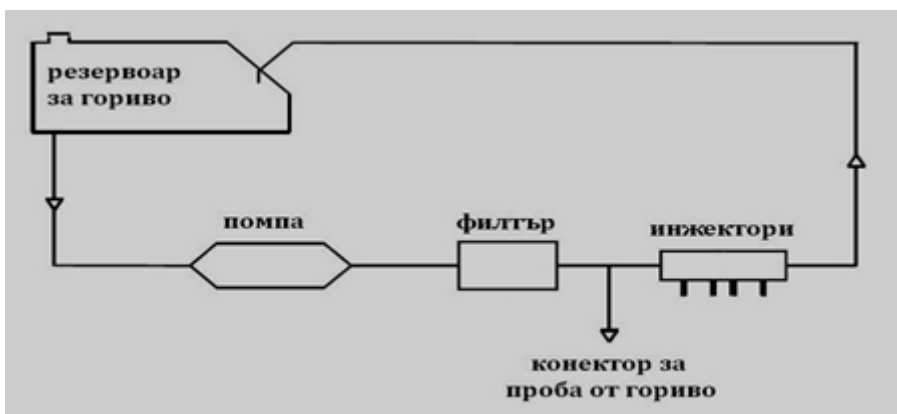 резервоар
за гориво
помпа
филтър
инжектори
конектор за
проба от гориво